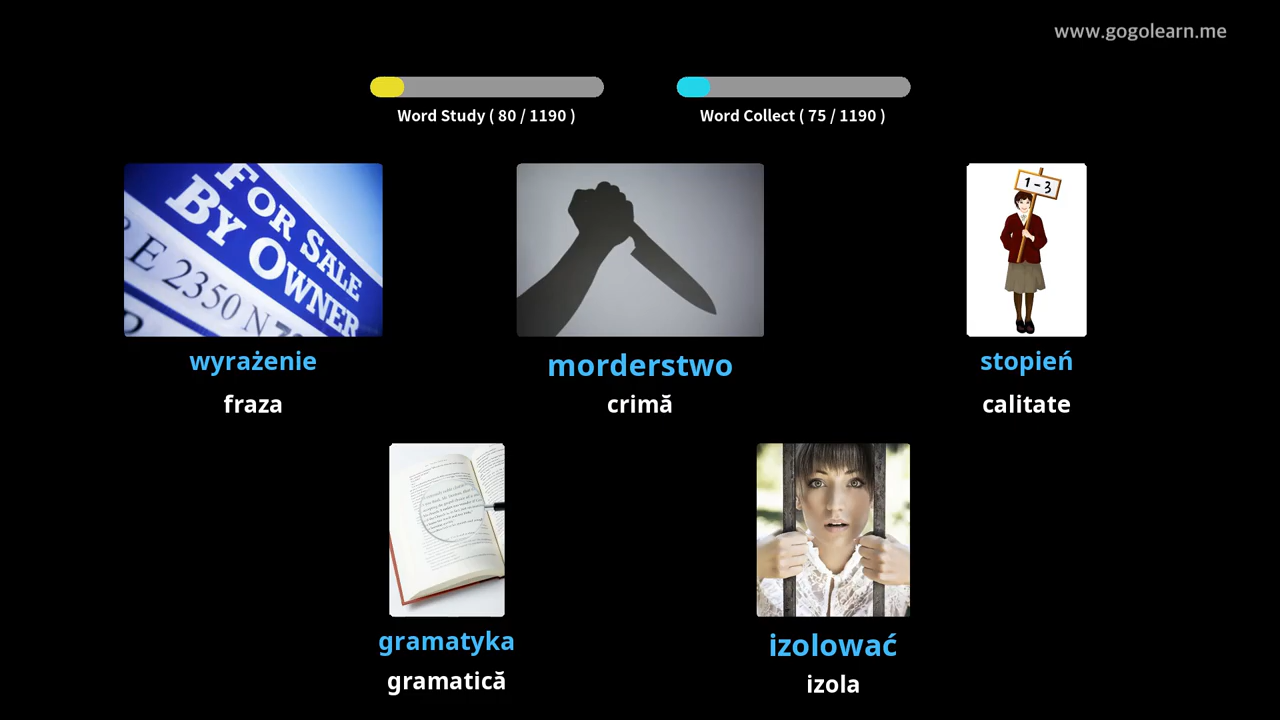 www.gogolearn.me
Word Study ( 80 / 1190 )
Word Collect ( 75 / 1190 )
FOR SALE
BY OWNER
E 2350 N
1 - 3
wyrażenie
morderstwo
stopień
fraza
crimă
calitate
gramatyka
izolować
gramatică
izola